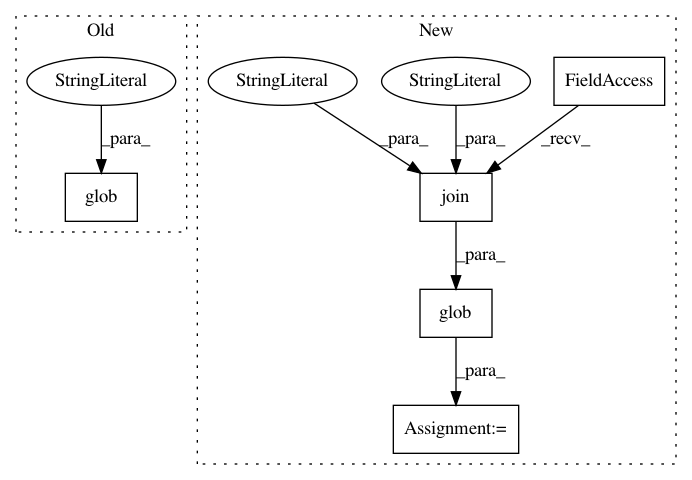 Old
New
StringLiteral
StringLiteral
StringLiteral
FieldAccess
_para_
_para_
_para_
_recv_
glob
join
_para_
glob
_para_
Assignment:=